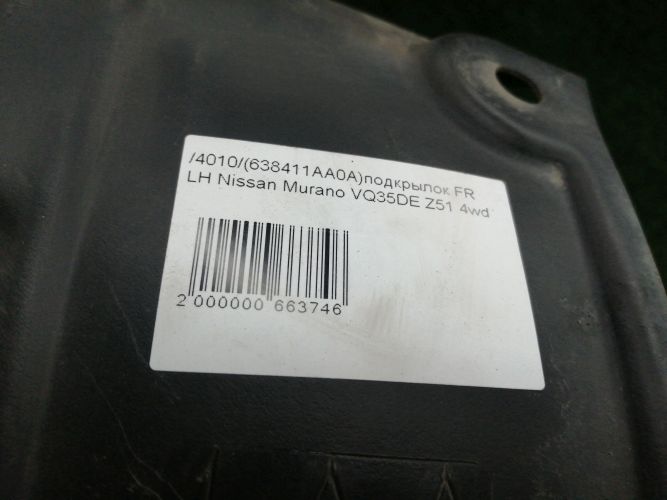 /4010/(638411AA0A)подкрылок FR
LH Nissan Murano VQ35DE Z51 4wd
2 000000 663746